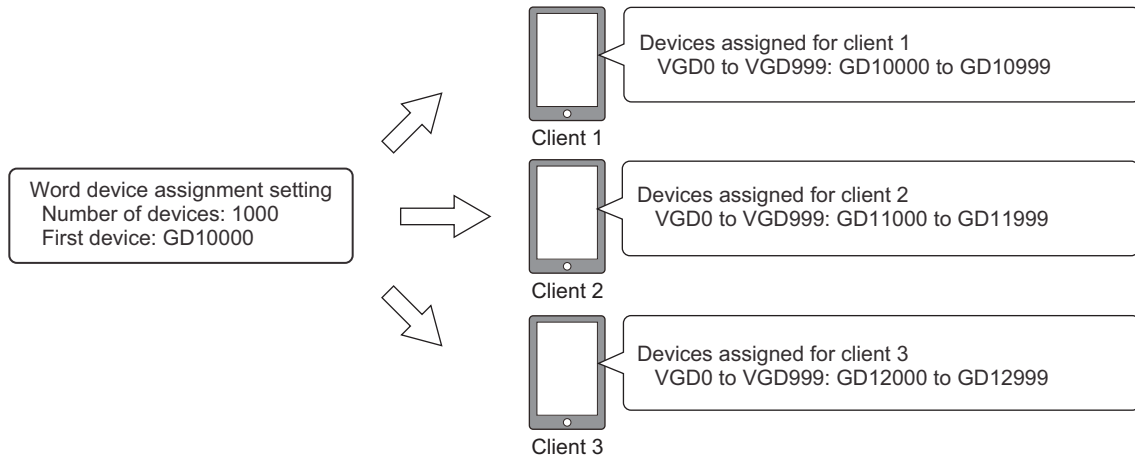 Word device assignment setting
Number of devices: 1000
First device: GD10000
Devices assigned for client 1
VGD0 to VGD999: GD10000 to GD10999
Client 1
Devices assigned for client 2
VGD0 to VGD999: GD11000 to GD11999
Client 2
Devices assigned for client 3
VGD0 to VGD999: GD12000 to GD12999
Client 3